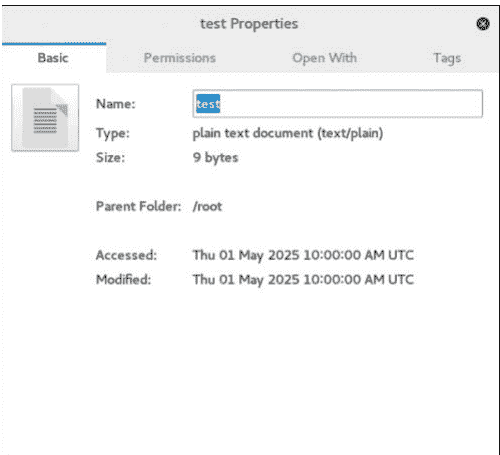 test Properties
Basic Permissions Open With Tags
Name: test
Type: plain text document (text/plain)
Size: 9 bytes
Parent Folder: /root
Accessed: Thu 01 May 2025 10:00:00 AM UTC
Modified: Thu 01 May 2025 10:00:00 AM UTC